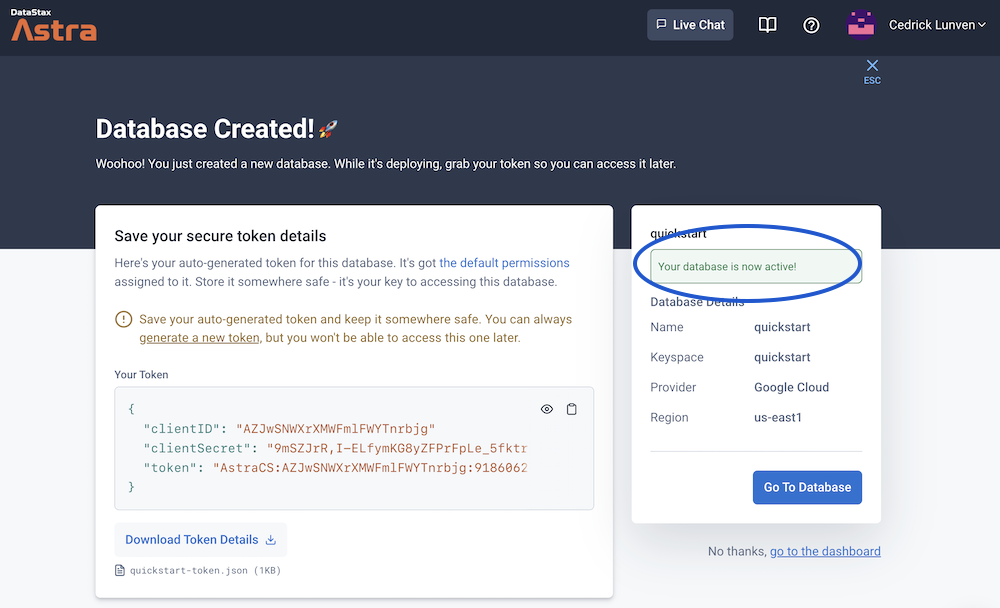 DataStax
Astra
Live Chat
Cedrick Lunven
ESC
Database Created!
Woohoo! You just created a new database. While it's deploying, grab your token so you can access it later.
Save your secure token details
Here's your auto-generated token for this database. It's got the default permissions
assigned to it. Store it somewhere safe - it's your key to accessing this database.
Save your auto-generated token and keep it somewhere safe. You can always
generate a new token, but you won't be able to access this one later.
Your Token
{
"clientID": "AZJwSNWXrXMWFmlFWYTnrbjg"
"clientSecret": "9mSZJrR,I-ELfymKG8yZFPrFpLe_5fktr
"token": "AstraCS:AZJwSNWXrXMWFmlFWYTnrbjg:9186062
}
Download Token Details
quickstart-token.json (1KB)
quickstart
Your database is now active!
Database Details
Name quickstart
Keyspace quickstart
Provider Google Cloud
Region us-east1
Go To Database
No thanks, go to the dashboard